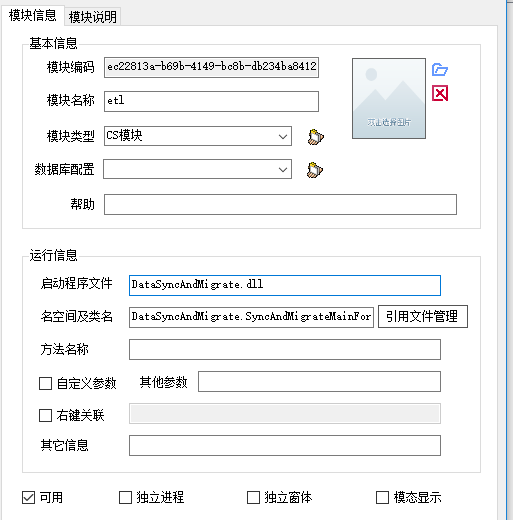 模块信息 模块说明
基本信息
模块编码 ec22813a-b69b-4149-bc8b-db234ba8412
模块名称 etl
双击选择图片
模块类型 CS模块
数据库配置
帮助
运行信息
启动程序文件 DataSyncAndMigrate.dll
名空间及类名 DataSyncAndMigrate.SyncAndMigrateMainFor 引用文件管理
方法名称
自定义参数 其他参数
右键关联
其它信息
可用 独立进程 独立窗体 模态显示